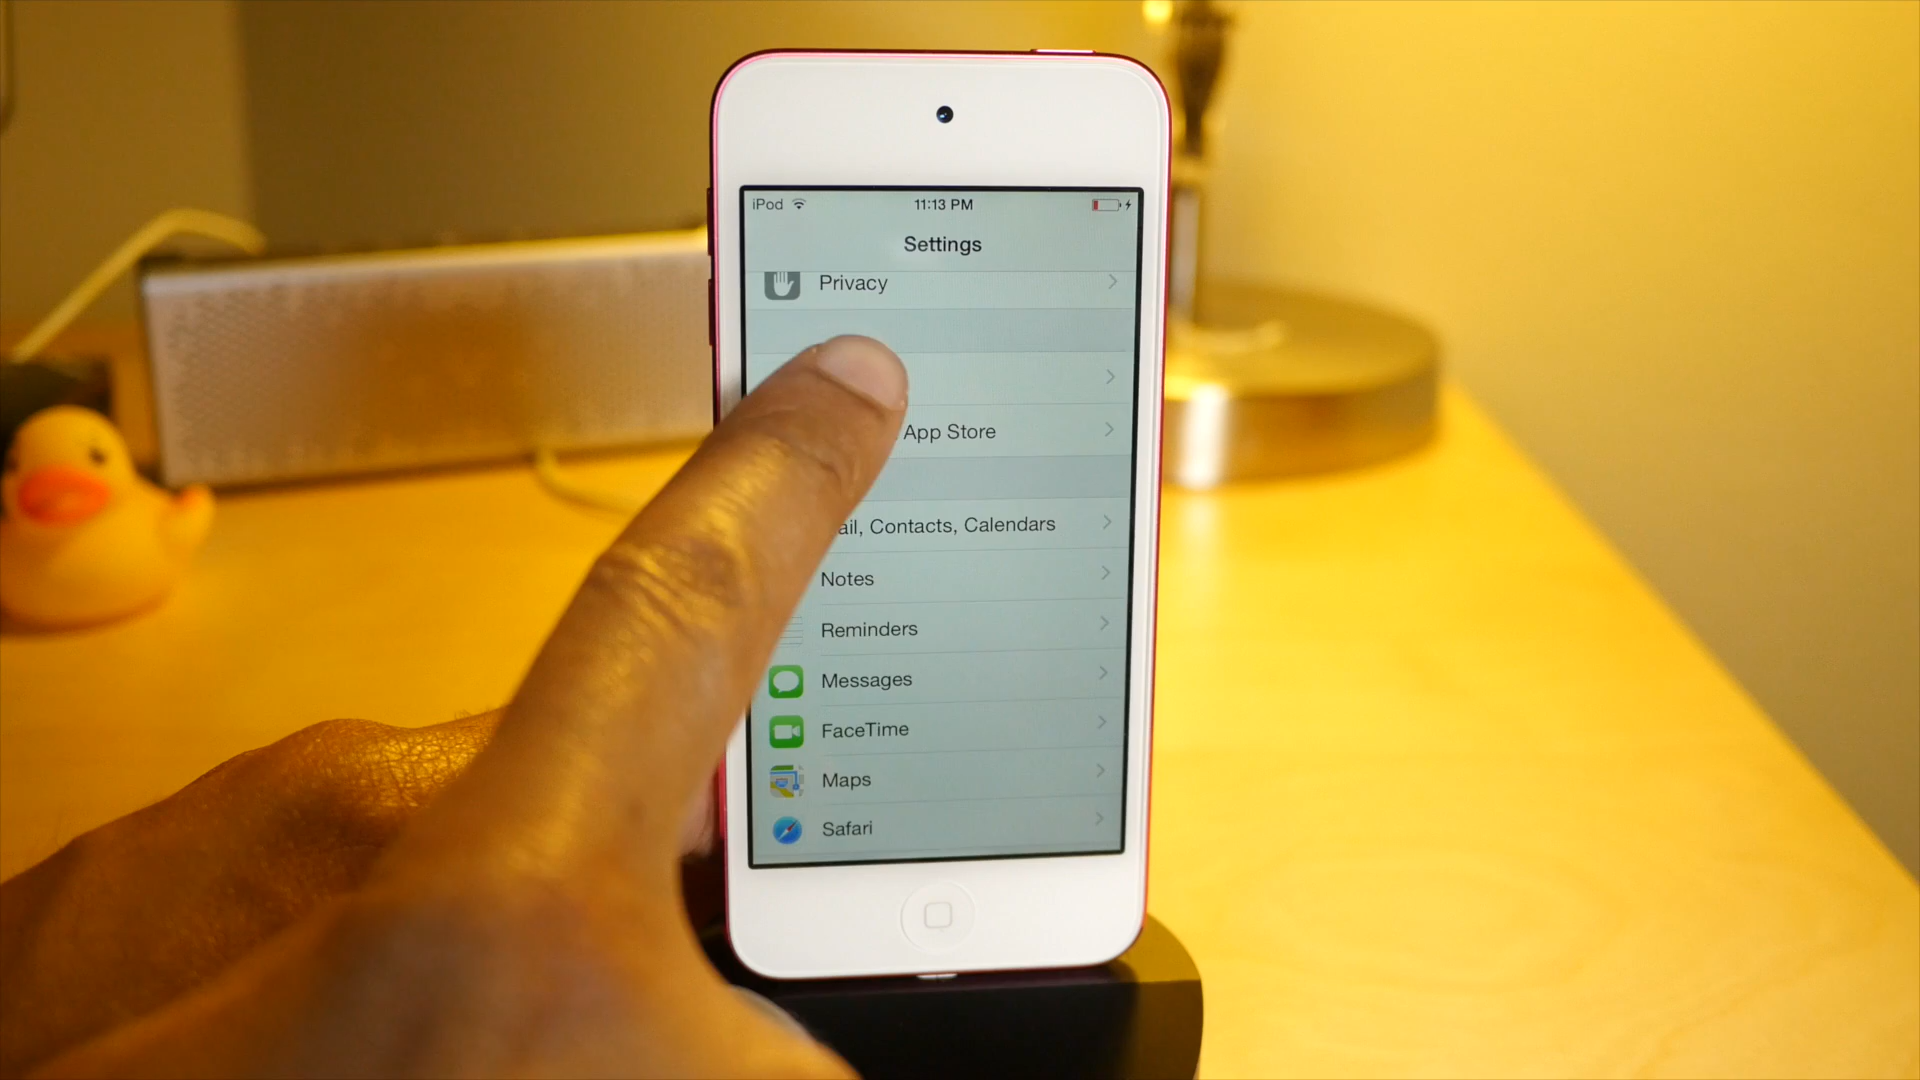 iPod 11:13 PM
Settings
Privacy
App Store
ail, Contacts, Calendars
Notes
Reminders
Messages
FaceTime
Maps
Safari